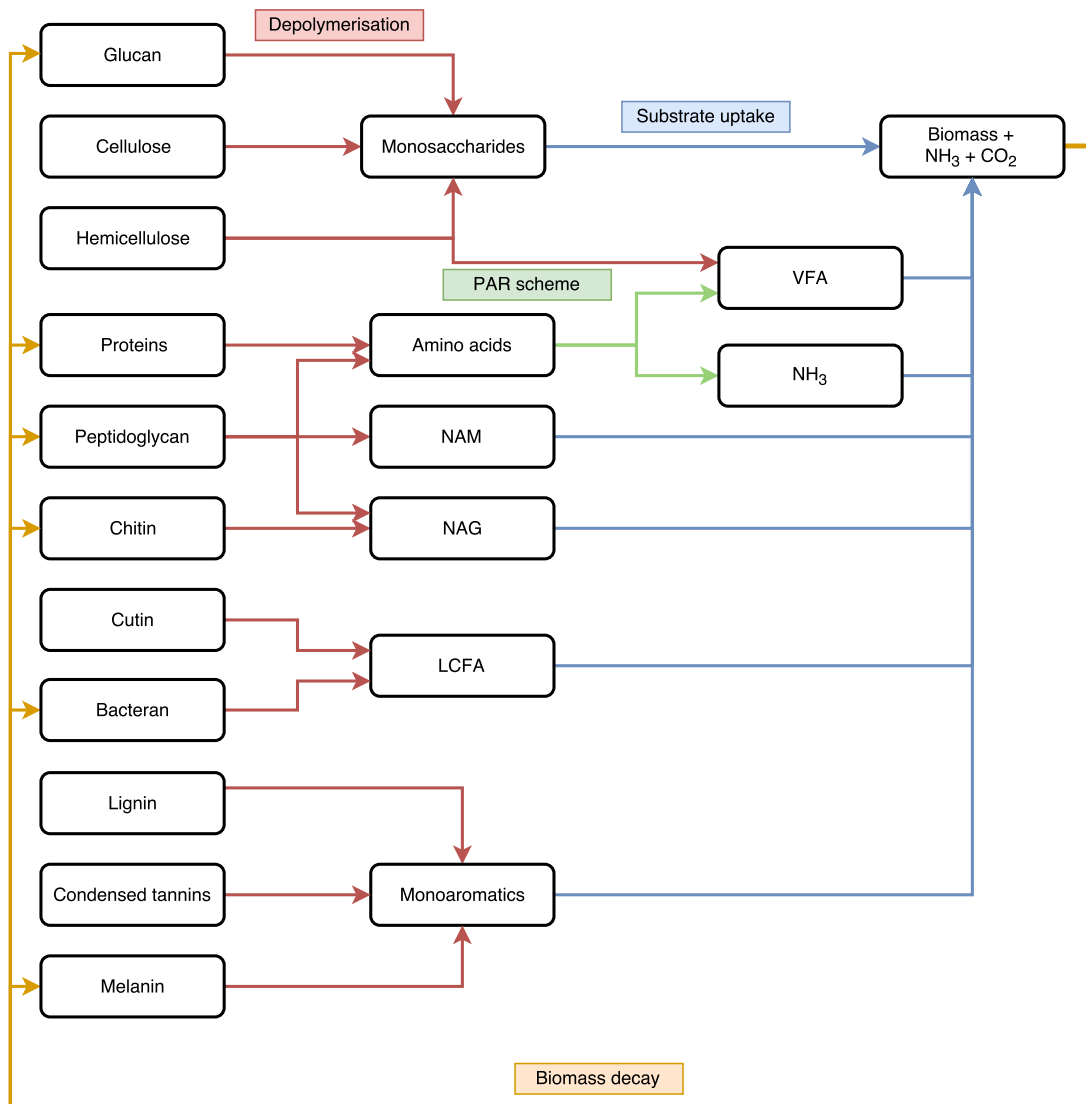 Depolymerisation
Glucan
Substrate uptake
Cellulose
Monosaccharides
Biomass +
NH₃ + CO₂
Hemicellulose
PAR scheme
VFA
Proteins
Amino acids
NH₃
Peptidoglycan
NAM
Chitin
NAG
Cutin
LCFA
Bacteran
Lignin
Condensed tannins
Monoaromatics
Melanin
Biomass decay